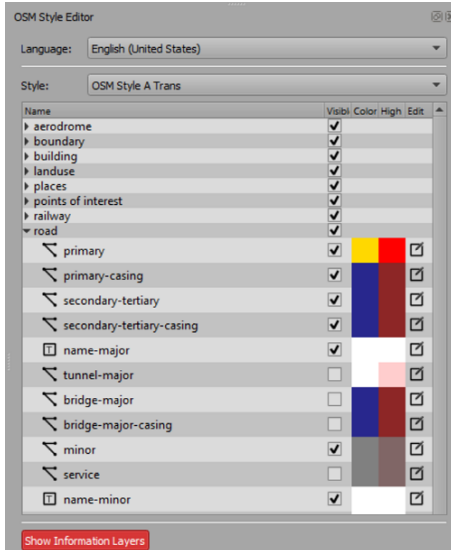 OSM Style Editor
Language: English (United States)
Style: OSM Style A Trans
Name Visibl Color High Edit
aerodrome
boundary
building
landuse
places
points of interest
railway
road
primary
primary-casing
secondary-tertiary
secondary-tertiary-casing
T name-major
tunnel-major
bridge-major
bridge-major-casing
minor
service
T name-minor
Show Information Layers